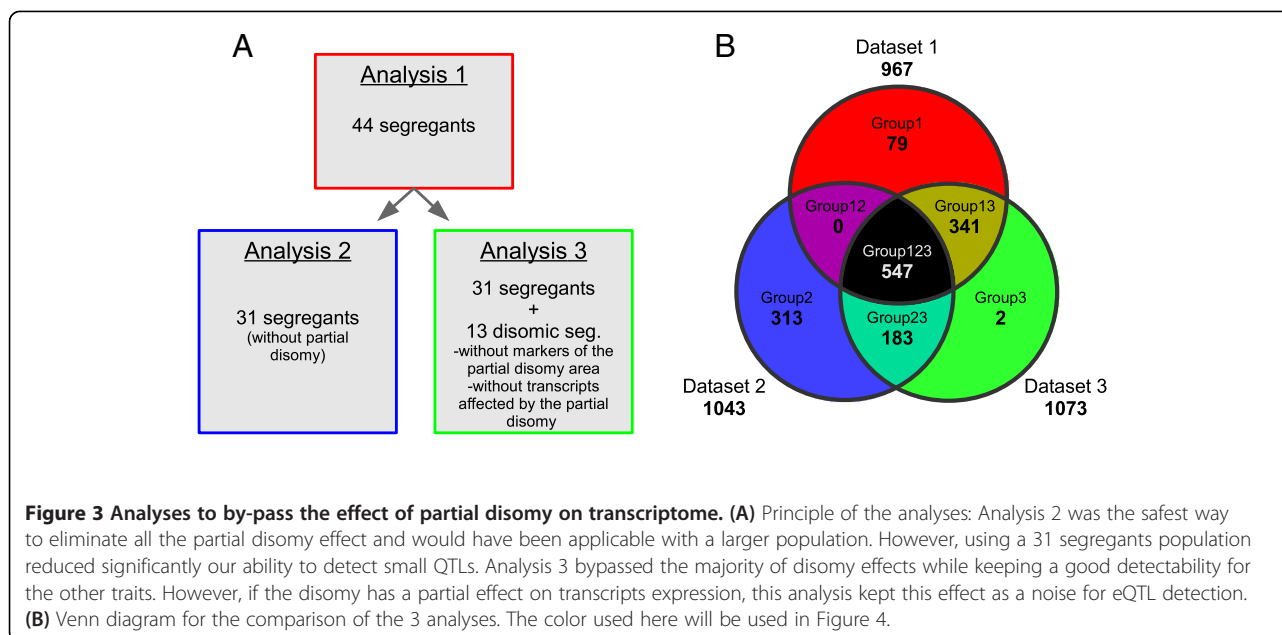 A
Analysis 1
44 segregants
Analysis 2
31 segregants
(without partial
disomy)
Analysis 3
31 segregants
+
13 disomic seg.
-without markers of the
partial disomy area
-without transcripts
affected by the partial
disomy
B
Dataset 1
967
Group1
79
Group12
0
Group13
341
Group123
547
Group2
313
Group23
183
Group3
2
Dataset 2
1043
Dataset 3
1073
Figure 3 Analyses to by-pass the effect of partial disomy on transcriptome. (A) Principle of the analyses: Analysis 2 was the safest way
to eliminate all the partial disomy effect and would have been applicable with a larger population. However, using a 31 segregants population
reduced significantly our ability to detect small QTLs. Analysis 3 bypassed the majority of disomy effects while keeping a good detectability for
the other traits. However, if the disomy has a partial effect on transcripts expression, this analysis kept this effect as a noise for eQTL detection.
(B) Venn diagram for the comparison of the 3 analyses. The color used here will be used in Figure 4.